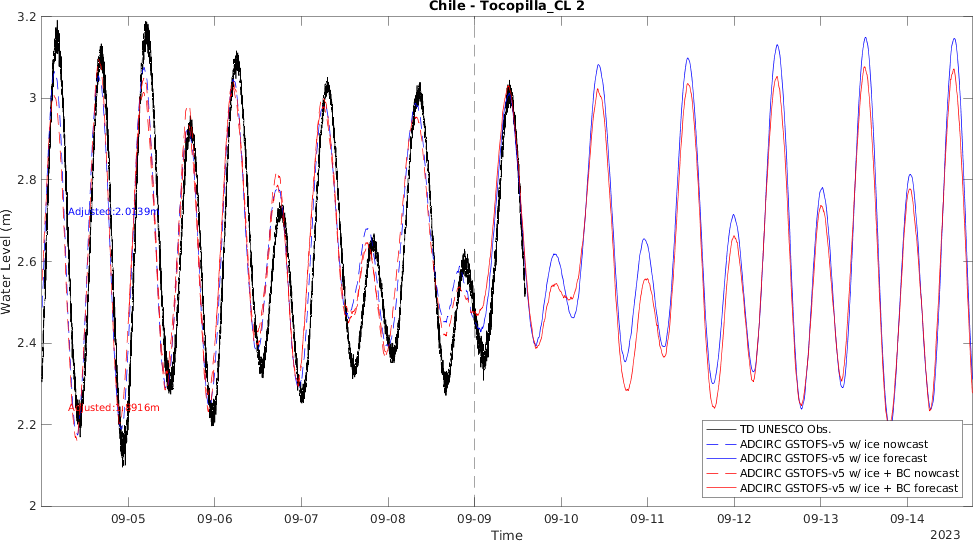 Chile - Tocopilla_CL 2
3.2
3
2.8
2.6
2.4
2.2
2
Water Level (m)
Adjusted:2.0139m
TD UNESCO Obs.
ADCIRC GSTOFS-v5 w/ ice nowcast
ADCIRC GSTOFS-v5 w/ ice forecast
ADCIRC GSTOFS-v5 w/ ice + BC nowcast
ADCIRC GSTOFS-v5 w/ ice + BC forecast
09-05 09-06 09-07 09-08 09-09 09-10 09-11 09-12 09-13 09-14
Time
2023